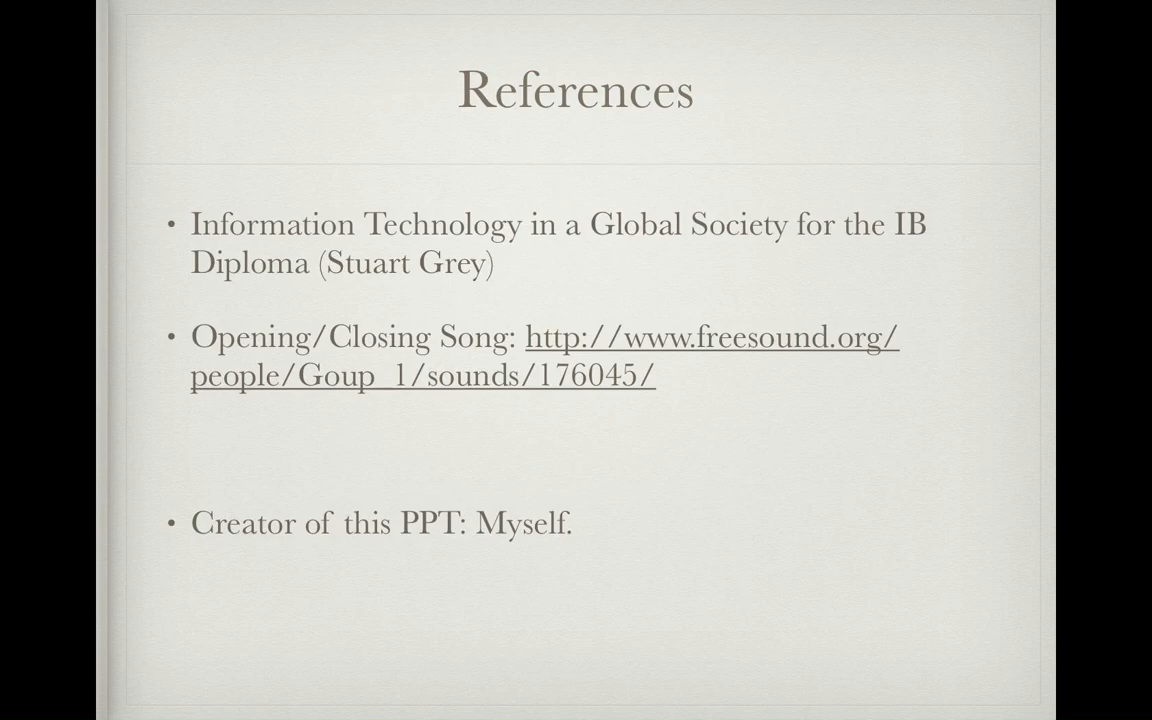 References
• Information Technology in a Global Society for the IB
Diploma (Stuart Grey)
• Opening/Closing Song: http://www.freesound.org/
people/Goup_1/sounds/176045/
• Creator of this PPT: Myself.